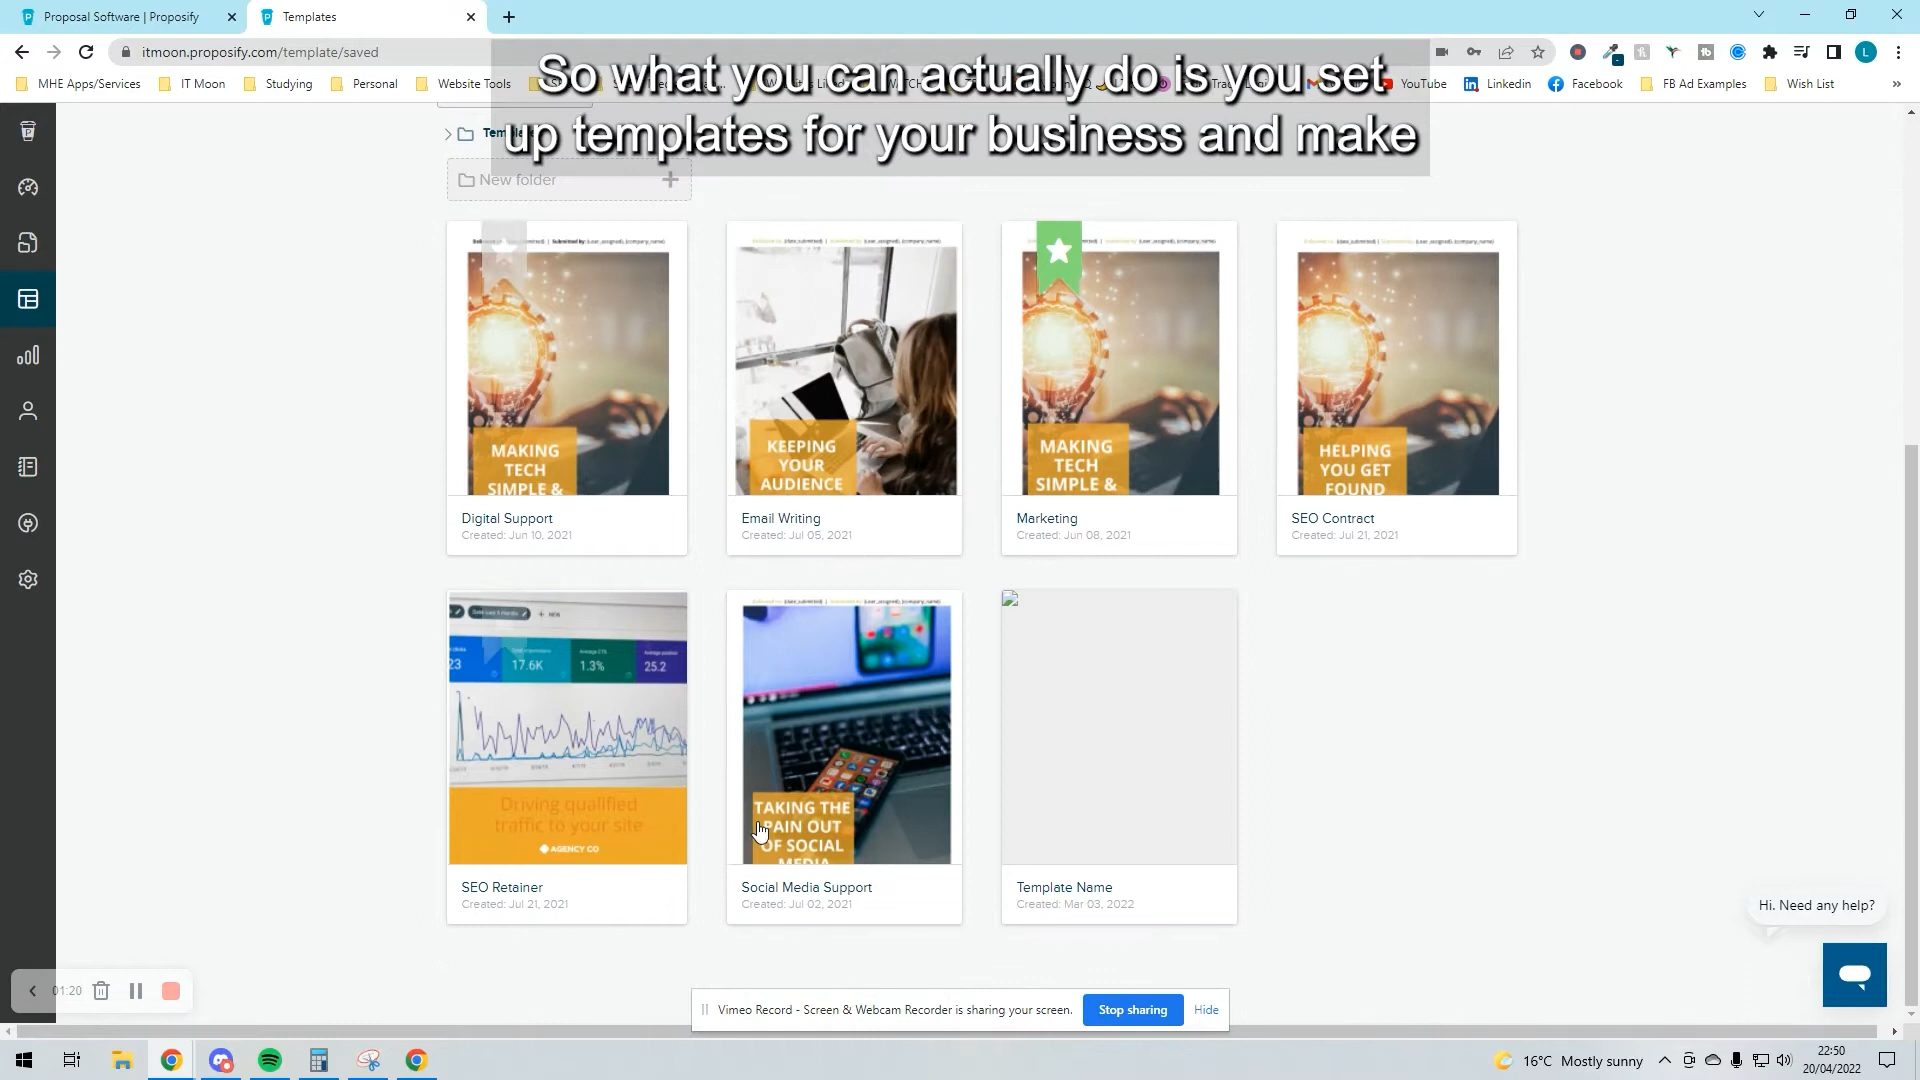 Proposal Software | Proposify
Templates
itmoon.proposify.com/template/saved
So what you can actually do is you set
up templates for your business and make
MHE Apps/Services
IT Moon
Studying
Personal
Website Tools
YouTube
Linkedin
Facebook
FB Ad Examples
Wish List
New folder
MAKING
TECH
SIMPLE &
Digital Support
Created: Jun 10, 2021
KEEPING
YOUR
AUDIENCE
Email Writing
Created: Jul 05, 2021
MAKING
TECH
SIMPLE &
Marketing
Created: Jun 08, 2021
HELPING
YOU GET
FOUND
SEO Contract
Created: Jul 21, 2021
+ NEW
23
17.6K
1.3%
25.2
Driving qualified
traffic to your site
AGENCY CO
SEO Retainer
Created: Jul 21, 2021
TAKING THE
PAIN OUT
OF SOCIAL
MEDIA
Social Media Support
Created: Jul 02, 2021
Template Name
Created: Mar 03, 2022
Hi. Need any help?
01:20
Vimeo Record - Screen & Webcam Recorder is sharing your screen.
Stop sharing
Hide
16°C Mostly sunny
22:50
20/04/2022